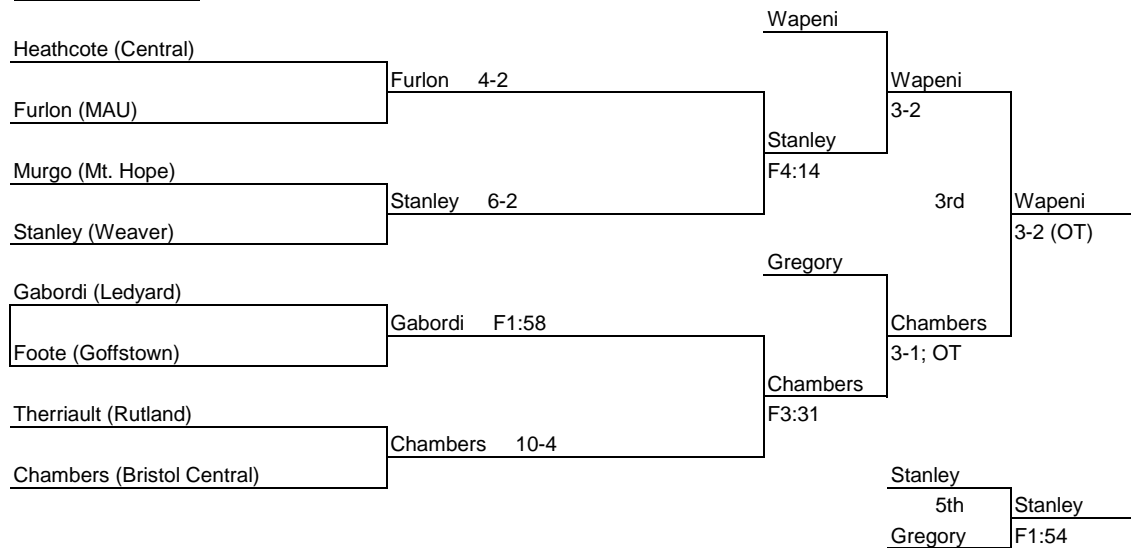 Wapeni
Heathcote (Central)
Furlon 4-2
Wapeni
Furlon (MAU)
3-2
Stanley
Murgo (Mt. Hope)
F4:14
Stanley 6-2
3rd
Wapeni
Stanley (Weaver)
3-2 (OT)
Gregory
Gabordi (Ledyard)
Gabordi F1:58
Chambers
Foote (Goffstown)
3-1; OT
Chambers
Therriault (Rutland)
F3:31
Chambers 10-4
Chambers (Bristol Central)
Stanley
5th
Stanley
Gregory
F1:54